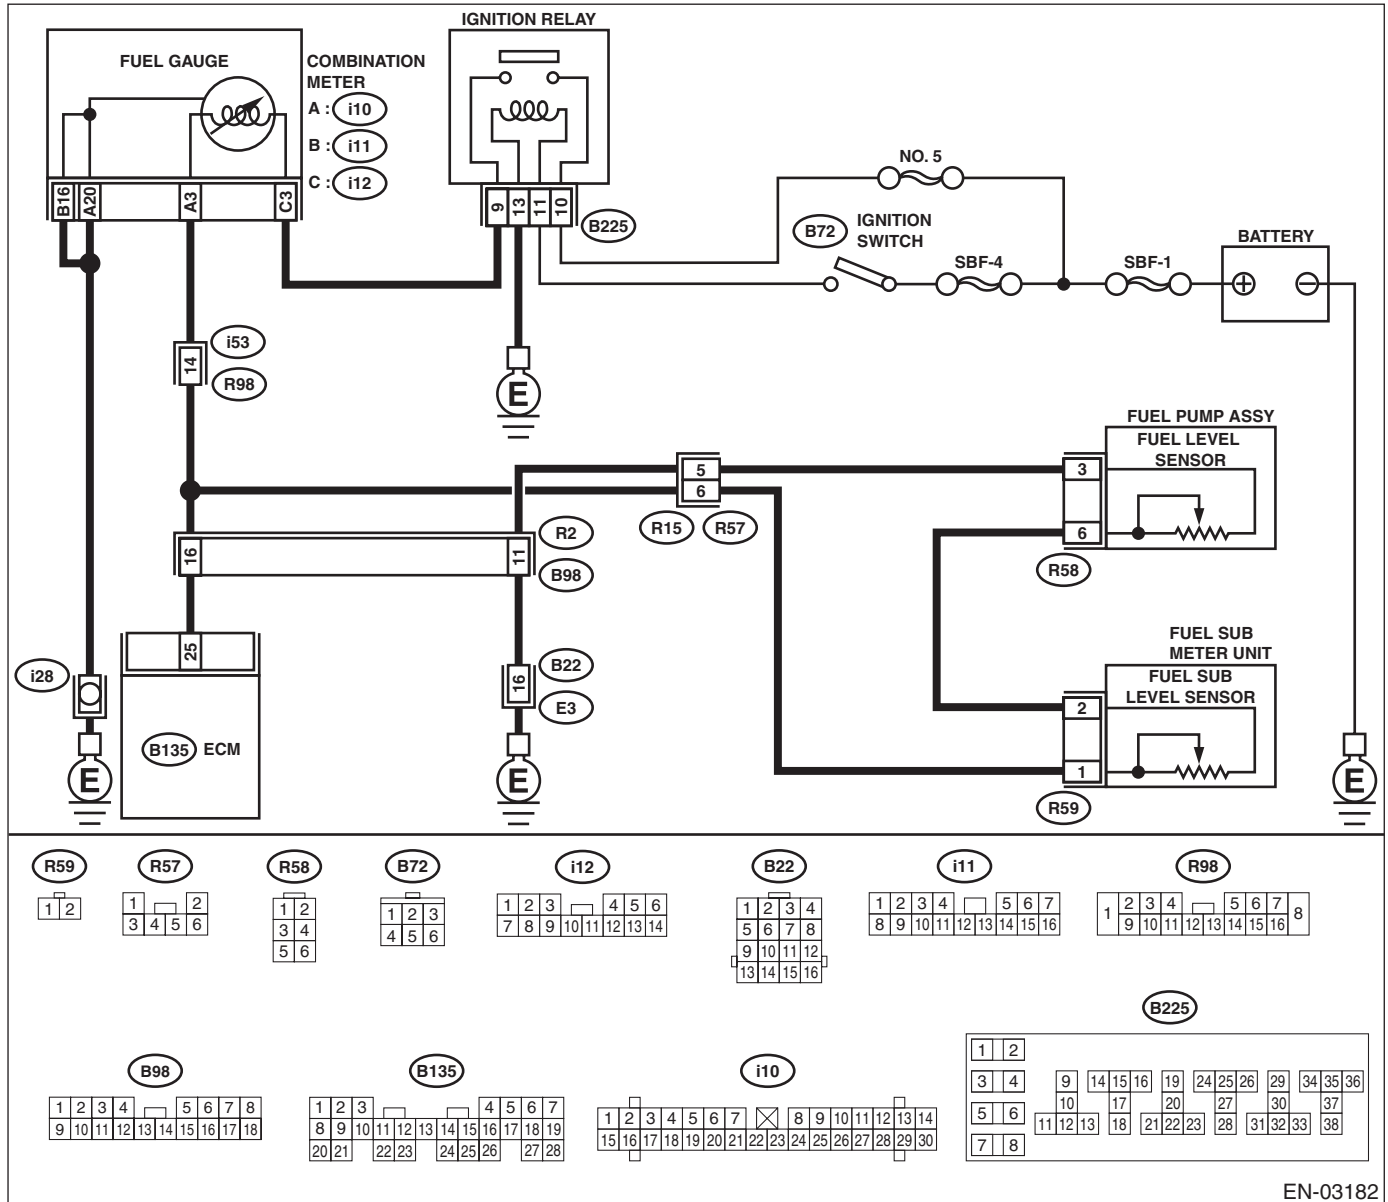 IGNITION RELAY
FUEL GAUGE
COMBINATION
METER
A : i10
B : i11
C : i12
B16 A20 A3 C3
9 13 11 10
B225
NO. 5
B72
IGNITION
SWITCH
SBF-4
SBF-1
BATTERY
+ −
i53
14
R98
E
FUEL PUMP ASSY
FUEL LEVEL
SENSOR
3
6
R58
5
6
R15 R57
R2
16 11
B98
FUEL SUB
METER UNIT
FUEL SUB
LEVEL SENSOR
2
1
R59
25
B135 ECM
i28
B22
16
E3
E E E
R59 R57 R58 B72 i12 B22 i11 R98
1 2
1 2
3 4 5 6
1 2
3 4
5 6
1 2 3
4 5 6
1 2 3 4 5 6
7 8 9 10 11 12 13 14
1 2 3 4
5 6 7 8
9 10 11 12
13 14 15 16
1 2 3 4 5 6 7
8 9 10 11 12 13 14 15 16
1 2 3 4 5 6 7 8
9 10 11 12 13 14 15 16
B98 B135 i10 B225
1 2 3 4 5 6 7 8
9 10 11 12 13 14 15 16 17 18
1 2 3 4 5 6 7
8 9 10 11 12 13 14 15 16 17 18 19
20 21 22 23 24 25 26 27 28
1 2 3 4 5 6 7 8 9 10 11 12 13 14
15 16 17 18 19 20 21 22 23 24 25 26 27 28 29 30
1 2
3 4 9 14 15 16 19 24 25 26 29 34 35 36
5 6 10 17 20 27 30 37
11 12 13 18 21 22 23 28 31 32 33 38
7 8
EN-03182